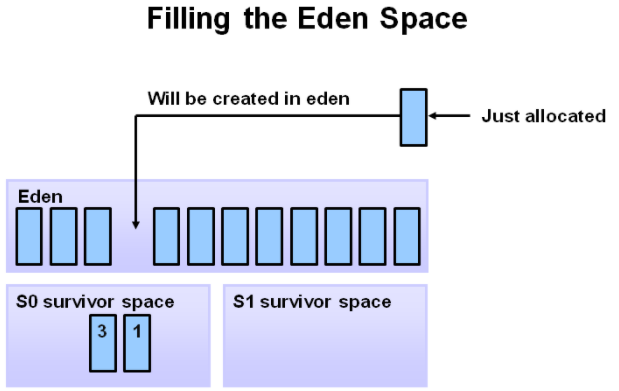 Filling the Eden Space
Will be created in eden
Just allocated
Eden
S0 survivor space
S1 survivor space
3 1